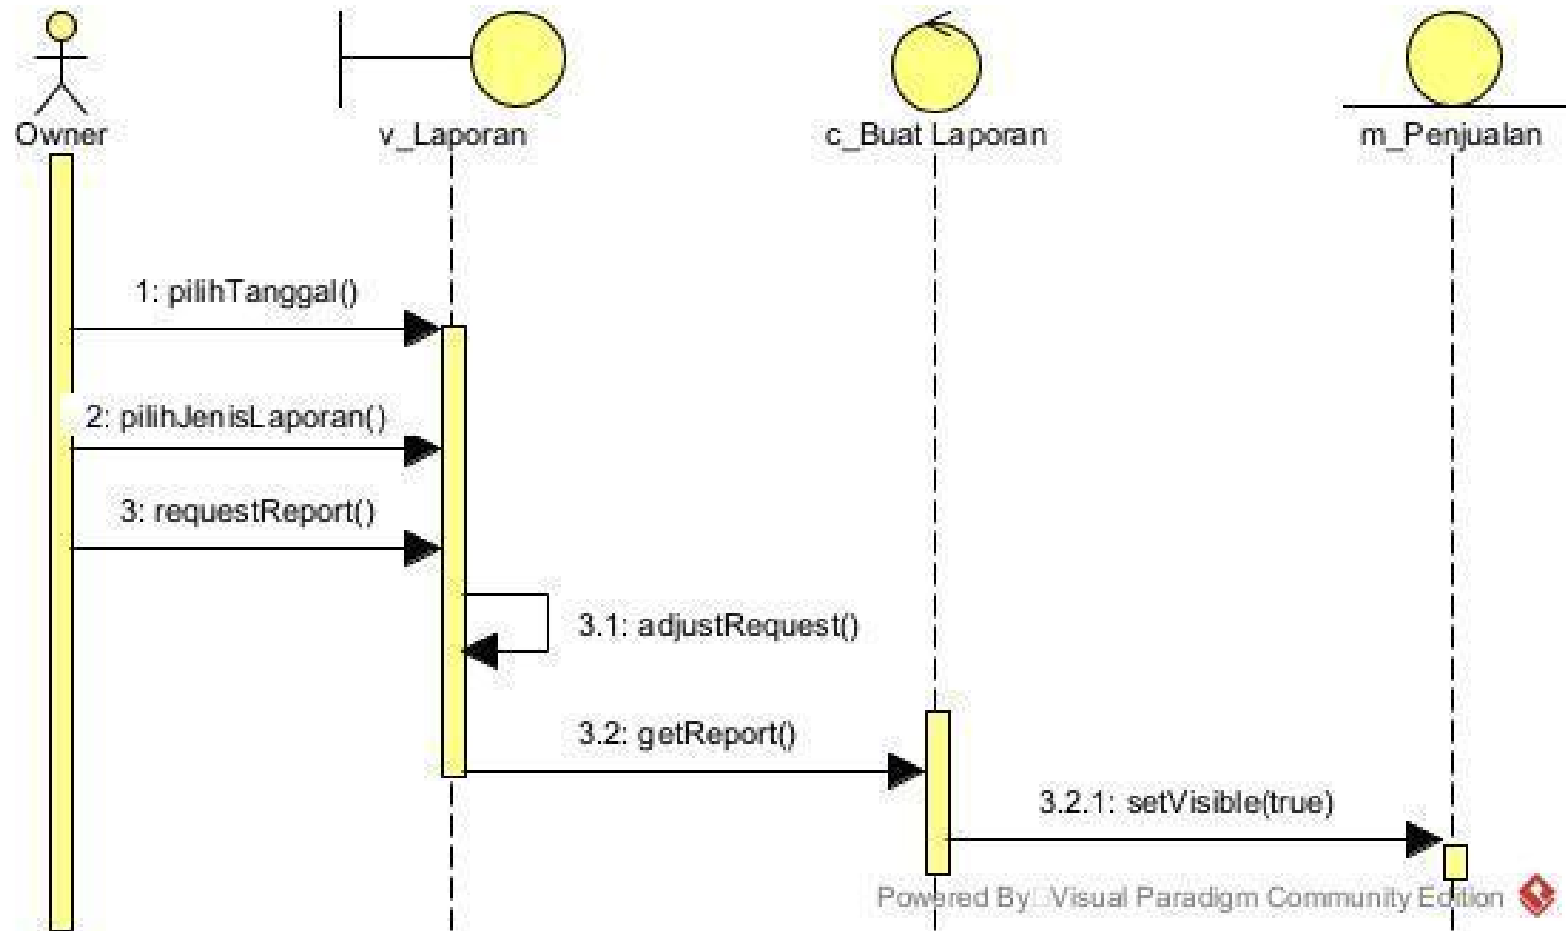 Owner
v_Laporan
c_Buat Laporan
m_Penjualan
1: pilihTanggal()
2: pilihJenisLaporan()
3: requestReport()
3.1: adjustRequest()
3.2: getReport()
3.2.1: setVisible(true)
Powered By Visual Paradigm Community Edition